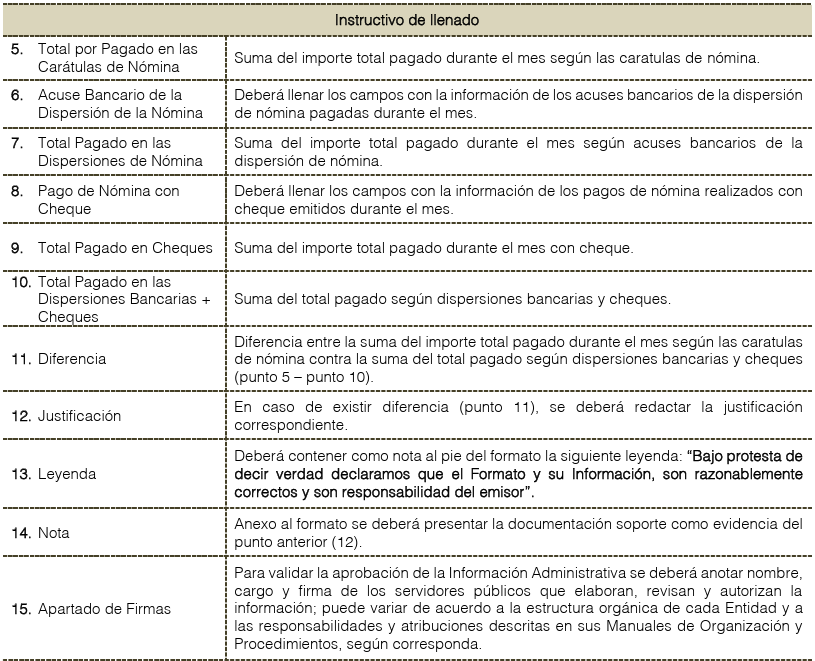 Instructivo de llenado
5. Total por Pagado en las
Carátulas de Nómina
Suma del importe total pagado durante el mes según las caratulas de nómina.
6. Acuse Bancario de la
Dispersión de la Nómina
Deberá llenar los campos con la información de los acuses bancarios de la dispersión
de nómina pagadas durante el mes.
7. Total Pagado en las
Dispersiones de Nómina
Suma del importe total pagado durante el mes según acuses bancarios de la
dispersión de nómina.
8. Pago de Nómina con
Cheque
Deberá llenar los campos con la información de los pagos de nómina realizados con
cheque emitidos durante el mes.
9. Total Pagado en Cheques
Suma del importe total pagado durante el mes con cheque.
10. Total Pagado en las
Dispersiones Bancarias +
Cheques
Suma del total pagado según dispersiones bancarias y cheques.
11. Diferencia
Diferencia entre la suma del importe total pagado durante el mes según las caratulas
de nómina contra la suma del total pagado según dispersiones bancarias y cheques
(punto 5 – punto 10).
12. Justificación
En caso de existir diferencia (punto 11), se deberá redactar la justificación
correspondiente.
13. Leyenda
Deberá contener como nota al pie del formato la siguiente leyenda: “Bajo protesta de
decir verdad declaramos que el Formato y su Información, son razonablemente
correctos y son responsabilidad del emisor”.
14. Nota
Anexo al formato se deberá presentar la documentación soporte como evidencia del
punto anterior (12).
15. Apartado de Firmas
Para validar la aprobación de la Información Administrativa se deberá anotar nombre,
cargo y firma de los servidores públicos que elaboran, revisan y autorizan la
información; puede variar de acuerdo a la estructura orgánica de cada Entidad y a
las responsabilidades y atribuciones descritas en sus Manuales de Organización y
Procedimientos, según corresponda.